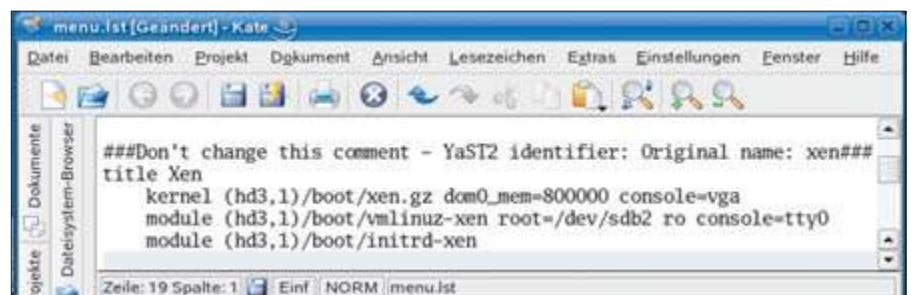 menu.lst [Geändert] - Kate
Datei Bearbeiten Projekt Dokument Ansicht Lesezeichen Extras Einstellungen Fenster Hilfe
Dokumente
Dateisystem-Browser
###Don't change this comment - YaST2 identifier: Original name: xen###
title Xen
kernel (hd3,1)/boot/xen.gz dom0_mem=800000 console=vga
module (hd3,1)/boot/vmlinuz-xen root=/dev/sdb2 ro console=tty0
module (hd3,1)/boot/initrd-xen
Zeile: 19 Spalte: 1 Einf NORM menu.lst